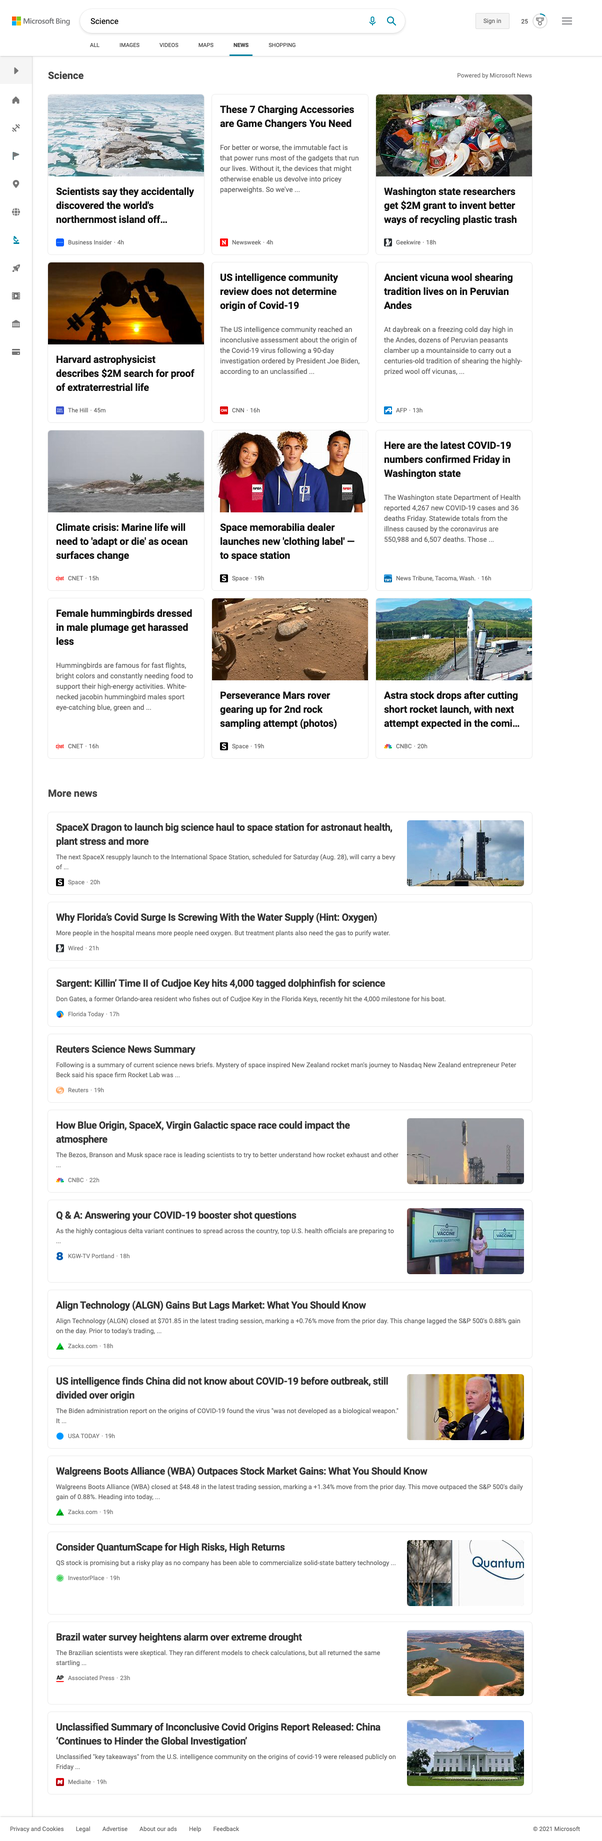 Microsoft Bing
Science
Sign in
25
ALL IMAGES VIDEOS MAPS NEWS SHOPPING
Science
Powered by Microsoft News
Scientists say they accidentally
discovered the world's
northernmost island off...
Business Insider · 4h
These 7 Charging Accessories
are Game Changers You Need
For better or worse, the immutable fact is
that power runs most of the gadgets that run
our lives. Without it, the devices that might
otherwise enable us devolve into pricey
paperweights. So we've ...
Newsweek · 4h
Washington state researchers
get $2M grant to invent better
ways of recycling plastic trash
Geekwire · 18h
Harvard astrophysicist
describes $2M search for proof
of extraterrestrial life
The Hill · 45m
US intelligence community
review does not determine
origin of Covid-19
The US intelligence community reached an
inconclusive assessment about the origin of
the Covid-19 virus following a 90-day
investigation ordered by President Joe Biden,
according to an unclassified ...
CNN · 16h
Ancient vicuna wool shearing
tradition lives on in Peruvian
Andes
At daybreak on a freezing cold day high in
the Andes, dozens of Peruvian peasants
clamber up a mountainside to carry out a
centuries-old tradition of shearing the highly-
prized wool off vicunas, ...
AFP · 13h
Climate crisis: Marine life will
need to 'adapt or die' as ocean
surfaces change
CNET · 15h
Space memorabilia dealer
launches new 'clothing label' —
to space station
Space · 19h
Here are the latest COVID-19
numbers confirmed Friday in
Washington state
The Washington state Department of Health
reported 4,267 new COVID-19 cases and 36
deaths Friday. Statewide totals from the
illness caused by the coronavirus are
550,988 and 6,507 deaths. Those ...
News Tribune, Tacoma, Wash. · 16h
Female hummingbirds dressed
in male plumage get harassed
less
Hummingbirds are famous for fast flights,
bright colors and constantly needing food to
support their high-energy activities. White-
necked jacobin hummingbird males sport
eye-catching blue, green and ...
CNET · 16h
Perseverance Mars rover
gearing up for 2nd rock
sampling attempt (photos)
Space · 19h
Astra stock drops after cutting
short rocket launch, with next
attempt expected in the comi...
CNBC · 20h
More news
SpaceX Dragon to launch big science haul to space station for astronaut health,
plant stress and more
The next SpaceX resupply launch to the International Space Station, scheduled for Saturday (Aug. 28), will carry a bevy
of ...
Space · 20h
Why Florida's Covid Surge Is Screwing With the Water Supply (Hint: Oxygen)
More people in the hospital means more people need oxygen. But treatment plants also need the gas to purify water.
Wired · 21h
Sargent: Killin' Time II of Cudjoe Key hits 4,000 tagged dolphinfish for science
Don Gates, a former Orlando-area resident who fishes out of Cudjoe Key in the Florida Keys, recently hit the 4,000 milestone for his boat.
Florida Today · 17h
Reuters Science News Summary
Following is a summary of current science news briefs. Mystery of space inspired New Zealand rocket man's journey to Nasdaq New Zealand entrepreneur Peter
Beck said his space firm Rocket Lab was ...
Reuters · 19h
How Blue Origin, SpaceX, Virgin Galactic space race could impact the
atmosphere
The Bezos, Branson and Musk space race is leading scientists to try to better understand how rocket exhaust and other
...
CNBC · 22h
Q & A: Answering your COVID-19 booster shot questions
As the highly contagious delta variant continues to spread across the country, top U.S. health officials are preparing to
...
KGW-TV Portland · 18h
VACCINE
VACCINE
Align Technology (ALGN) Gains But Lags Market: What You Should Know
Align Technology (ALGN) closed at $701.85 in the latest trading session, marking a +0.76% move from the prior day. This change lagged the S&P 500's 0.88% gain
on the day. Prior to today's trading, ...
Zacks.com · 18h
US intelligence finds China did not know about COVID-19 before outbreak, still
divided over origin
The Biden administration report on the origins of COVID-19 found the virus "was not developed as a biological weapon."
It ...
USA TODAY · 19h
Walgreens Boots Alliance (WBA) Outpaces Stock Market Gains: What You Should Know
Walgreens Boots Alliance (WBA) closed at $48.48 in the latest trading session, marking a +1.34% move from the prior day. This move outpaced the S&P 500's daily
gain of 0.88%. Heading into today, ...
Zacks.com · 19h
Consider QuantumScape for High Risks, High Returns
QS stock is promising but a risky play as no company has been able to commercialize solid-state battery technology ...
InvestorPlace · 19h
Quantum
Brazil water survey heightens alarm over extreme drought
The Brazilian scientists were skeptical. They ran different models to check calculations, but all returned the same
startling ...
AP Associated Press · 23h
Unclassified Summary of Inconclusive Covid Origins Report Released: China
'Continues to Hinder the Global Investigation'
Unclassified "key takeaways" from the U.S. intelligence community on the origins of covid-19 were released publicly on
Friday ...
Mediaite · 19h
Privacy and Cookies Legal Advertise About our ads Help Feedback
© 2021 Microsoft